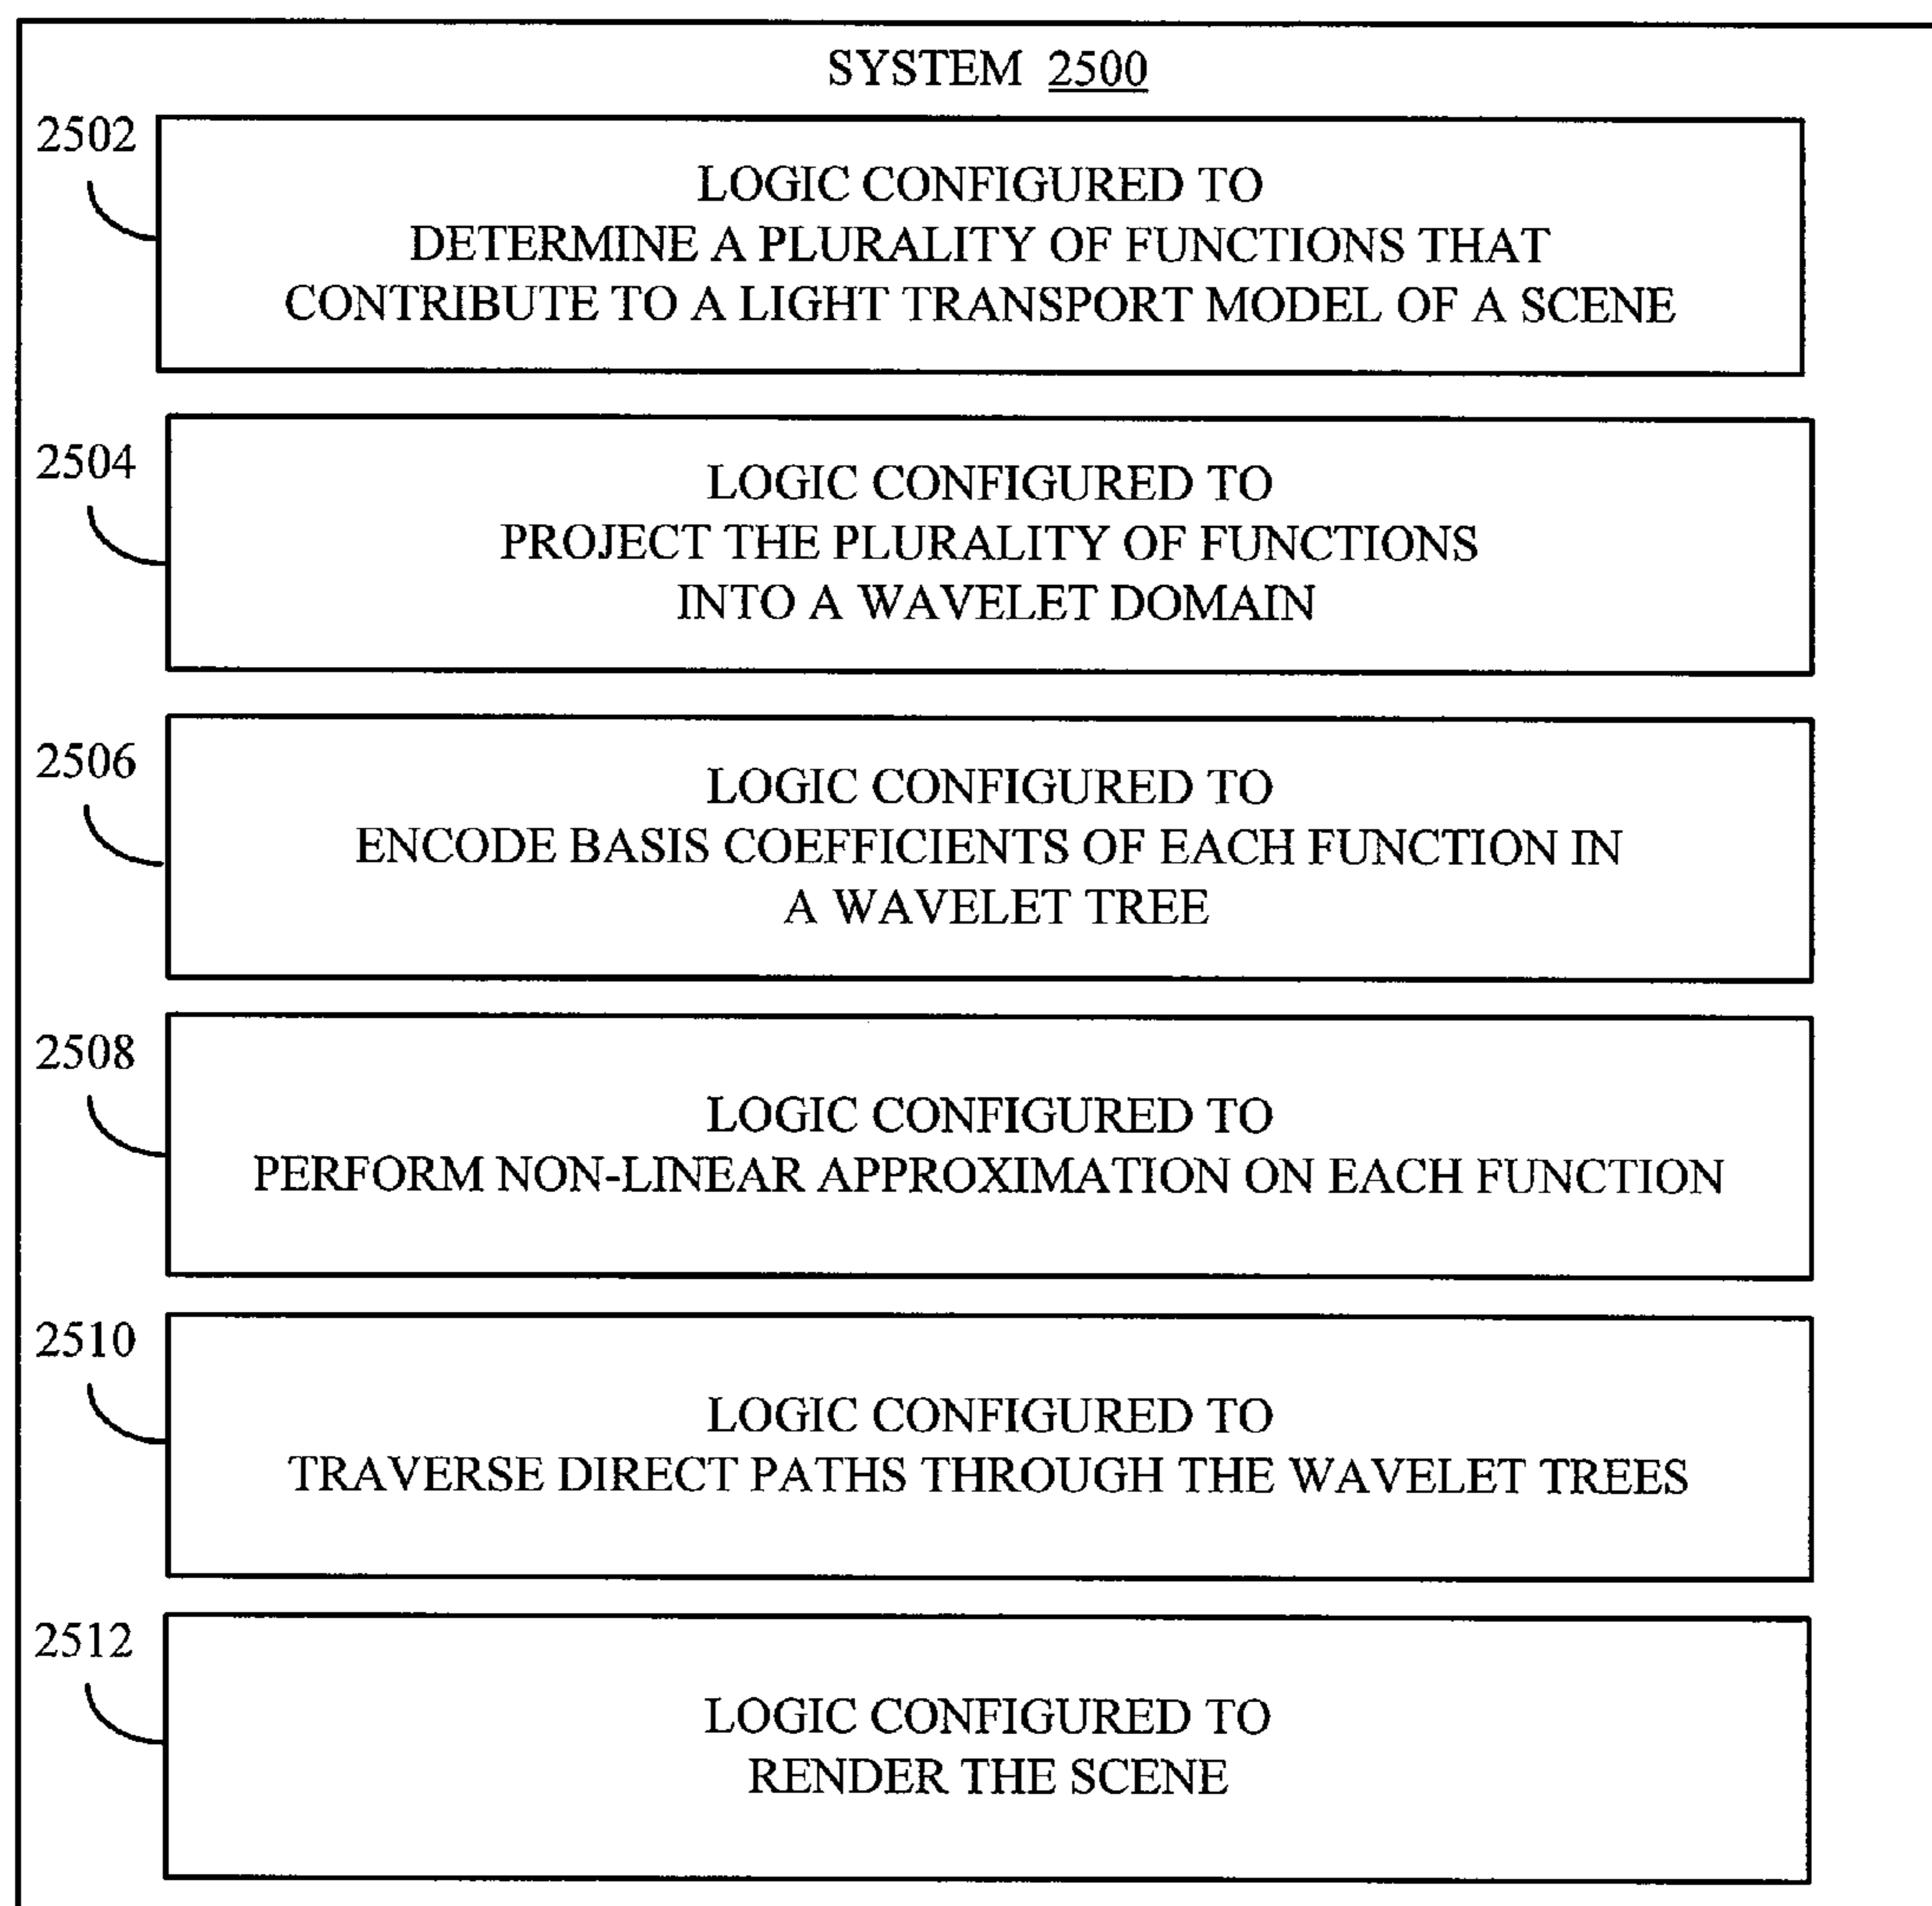 SYSTEM 2500
2502
LOGIC CONFIGURED TO
DETERMINE A PLURALITY OF FUNCTIONS THAT
CONTRIBUTE TO A LIGHT TRANSPORT MODEL OF A SCENE
2504
LOGIC CONFIGURED TO
PROJECT THE PLURALITY OF FUNCTIONS
INTO A WAVELET DOMAIN
2506
LOGIC CONFIGURED TO
ENCODE BASIS COEFFICIENTS OF EACH FUNCTION IN
A WAVELET TREE
2508
LOGIC CONFIGURED TO
PERFORM NON-LINEAR APPROXIMATION ON EACH FUNCTION
2510
LOGIC CONFIGURED TO
TRAVERSE DIRECT PATHS THROUGH THE WAVELET TREES
2512
LOGIC CONFIGURED TO
RENDER THE SCENE